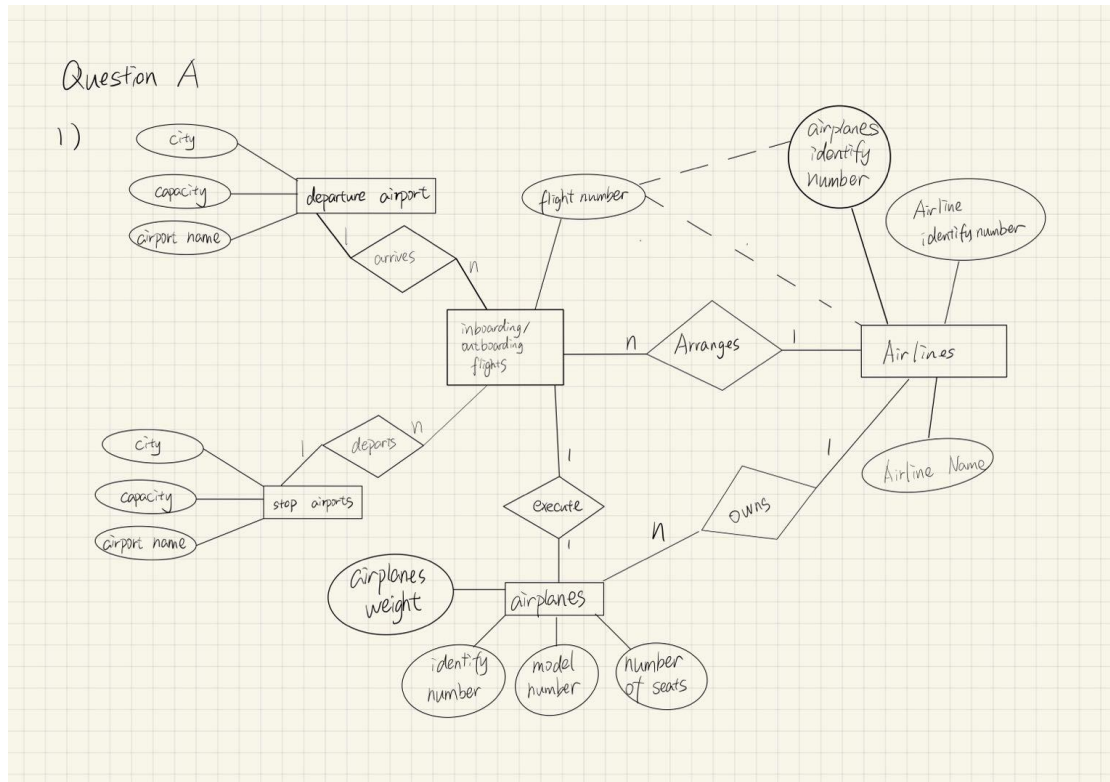 Question A
1)
city
capacity
airport name
departure airport
1
arrives
n
flight number
airplanes
identify
number
Airline
identify number
inboarding/
outboarding
flights
n
Arranges
1
Airlines
Airline Name
city
capacity
airport name
stop airports
1
departs
n
1
execute
1
1
owns
n
airplanes
weight
airplanes
identify
number
model
number
number
of seats